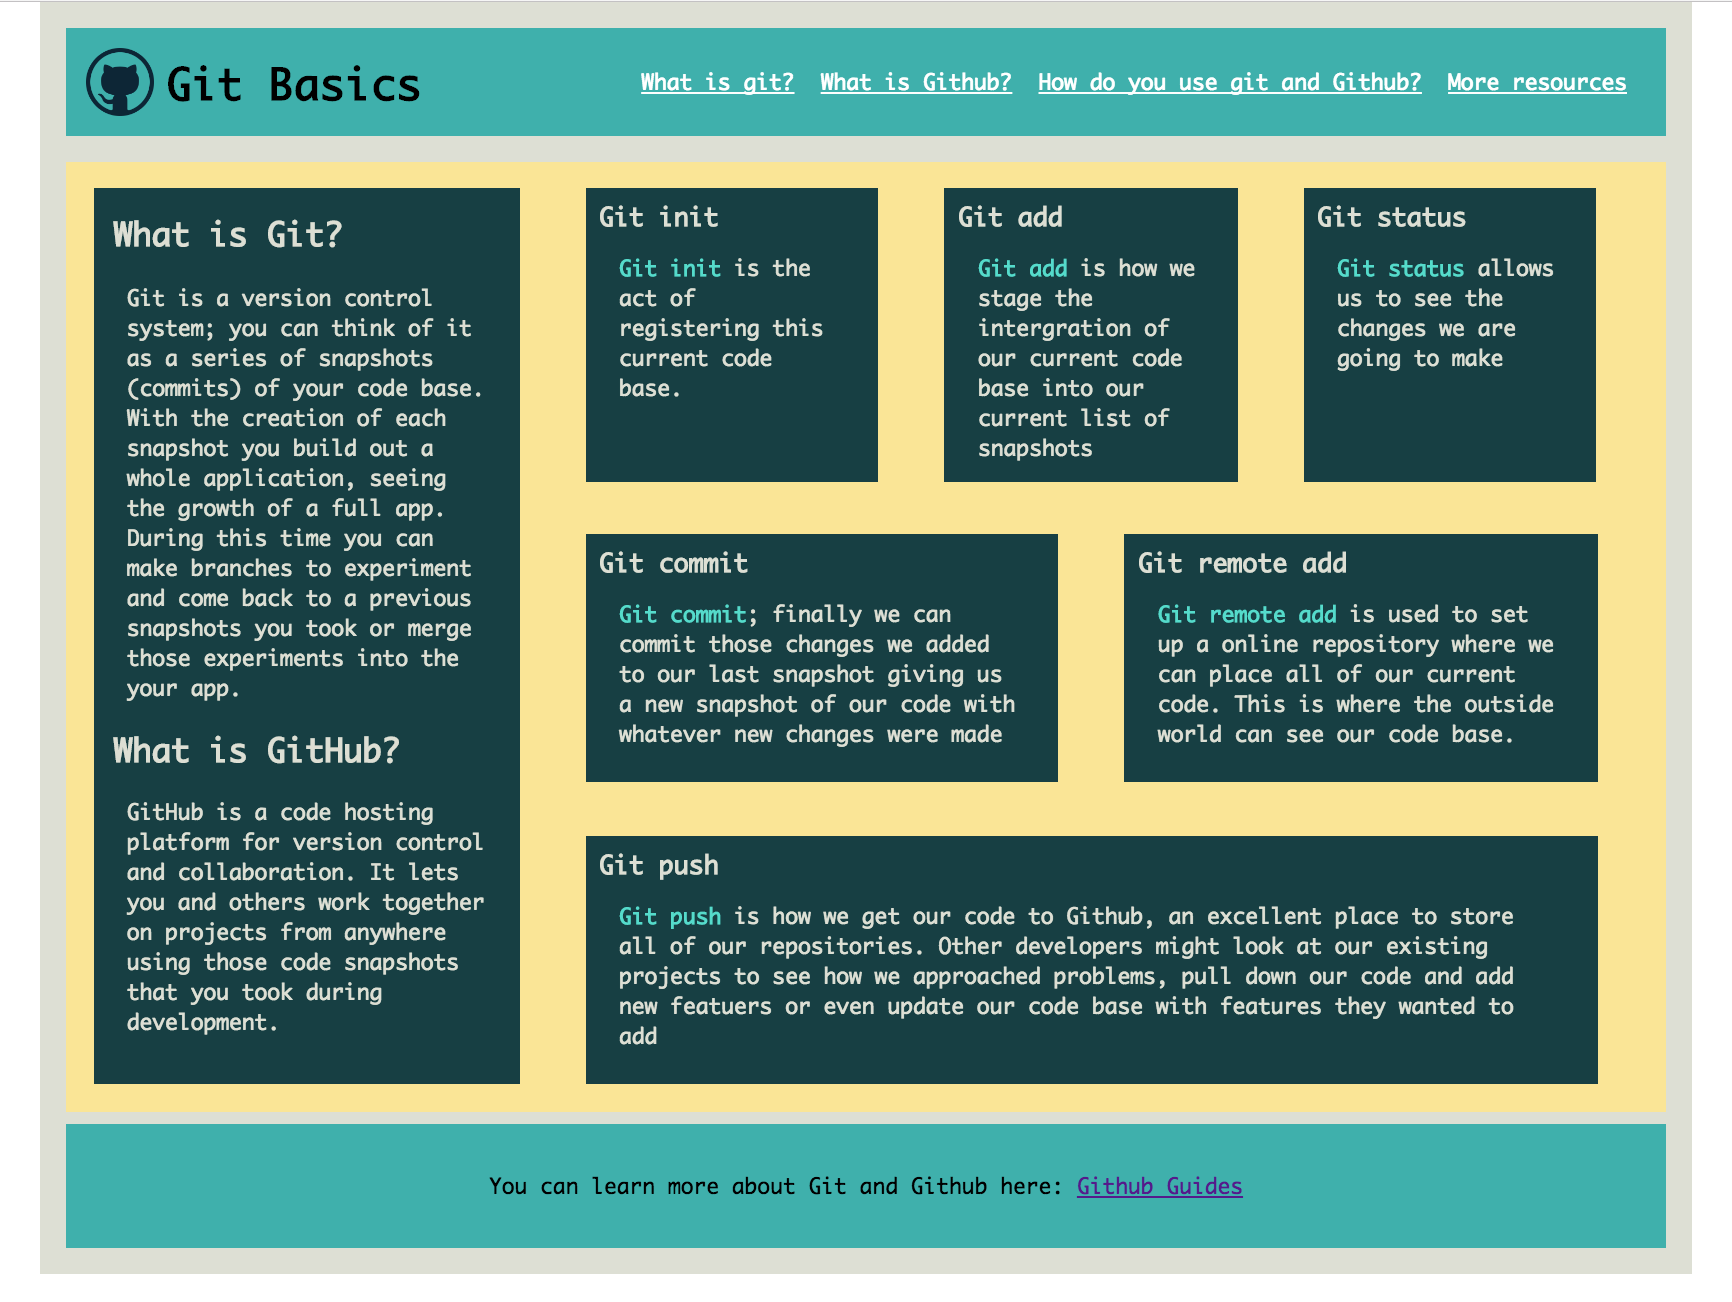 Git Basics
What is git? What is Github? How do you use git and Github? More resources
What is Git?
Git is a version control
system; you can think of it
as a series of snapshots
(commits) of your code base.
With the creation of each
snapshot you build out a
whole application, seeing
the growth of a full app.
During this time you can
make branches to experiment
and come back to a previous
snapshots you took or merge
those experiments into the
your app.
What is GitHub?
GitHub is a code hosting
platform for version control
and collaboration. It lets
you and others work together
on projects from anywhere
using those code snapshots
that you took during
development.
Git init
Git init is the
act of
registering this
current code
base.
Git add
Git add is how we
stage the
intergration of
our current code
base into our
current list of
snapshots
Git status
Git status allows
us to see the
changes we are
going to make
Git commit
Git commit; finally we can
commit those changes we added
to our last snapshot giving us
a new snapshot of our code with
whatever new changes were made
Git remote add
Git remote add is used to set
up a online repository where we
can place all of our current
code. This is where the outside
world can see our code base.
Git push
Git push is how we get our code to Github, an excellent place to store
all of our repositories. Other developers might look at our existing
projects to see how we approached problems, pull down our code and add
new featuers or even update our code base with features they wanted to
add
You can learn more about Git and Github here: Github Guides